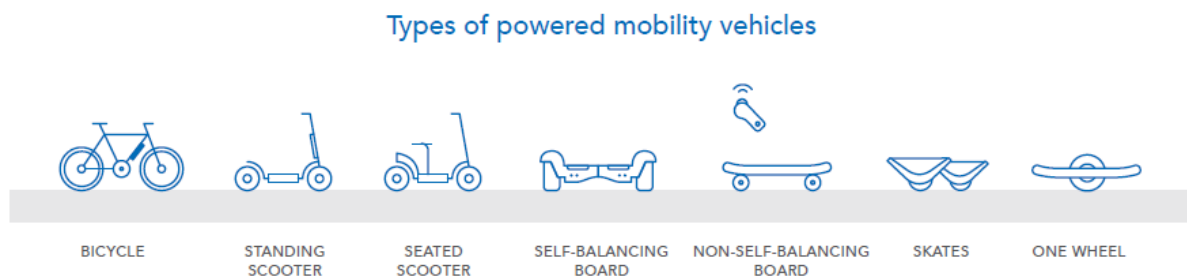 Types of powered mobility vehicles
BICYCLE
STANDING
SCOOTER
SEATED
SCOOTER
SELF-BALANCING
BOARD
NON-SELF-BALANCING
BOARD
SKATES
ONE WHEEL